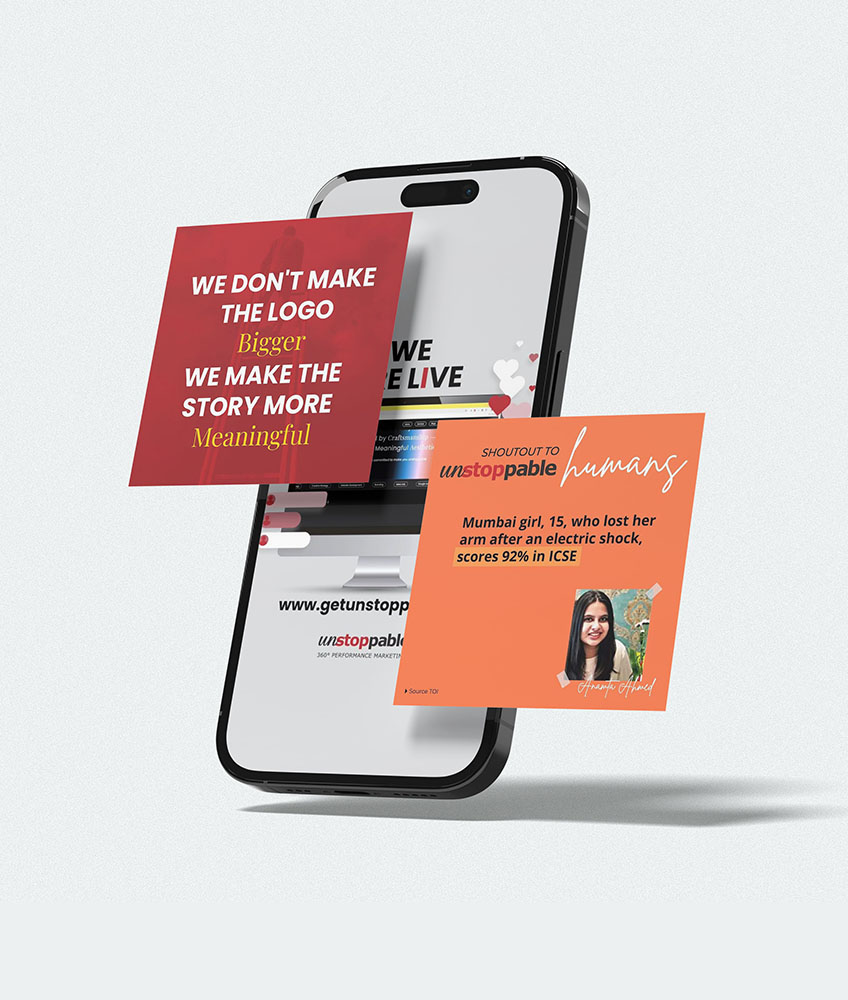 WE DON'T MAKE
THE LOGO
Bigger
WE MAKE THE
STORY MORE
Meaningful
WE
LIVE
by Craftsmanship
Meaningful
www.getunstopp
unstoppable
360° PERFORMANCE MARKETIN
SHOUTOUT TO
unstoppable humans
Mumbai girl, 15, who lost her
arm after an electric shock,
scores 92% in ICSE
Anamta Ahmed
Source TOI